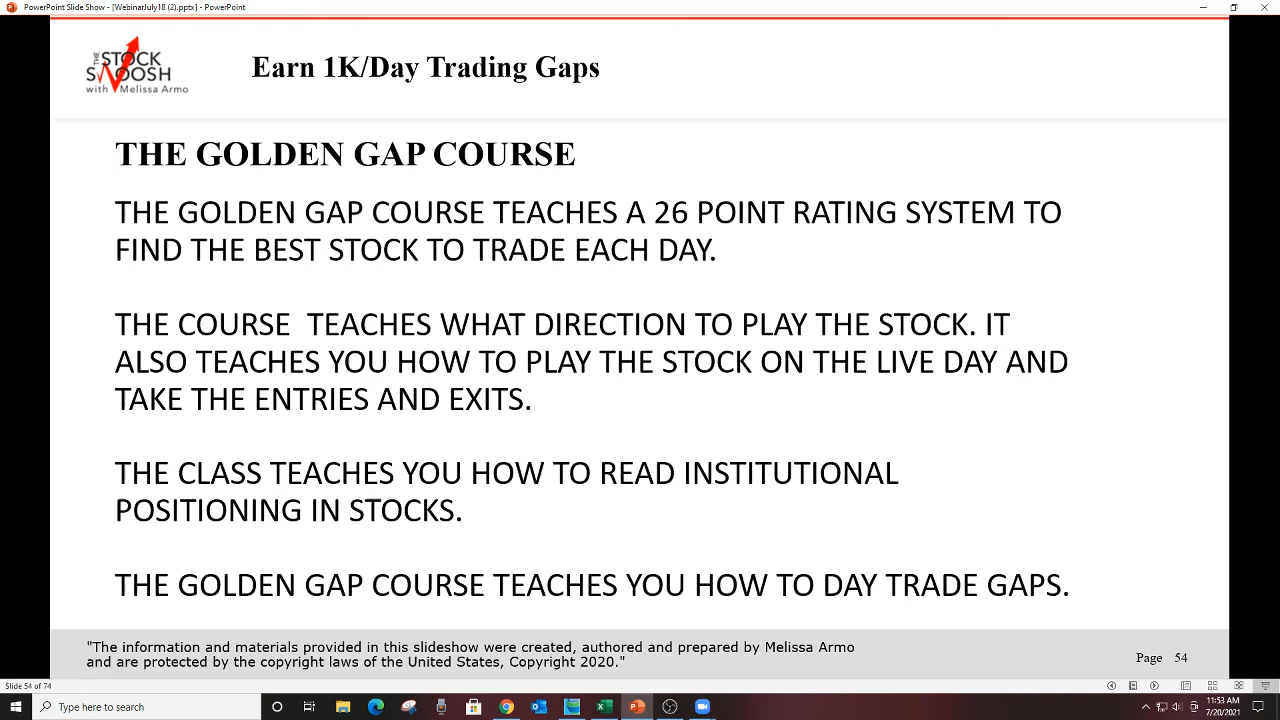 PowerPoint Slide Show - [WebinarJuly18 (2).pptx] - PowerPoint
THE
STOCK
SWOOSH
with Melissa Armo
Earn 1K/Day Trading Gaps
THE GOLDEN GAP COURSE
THE GOLDEN GAP COURSE TEACHES A 26 POINT RATING SYSTEM TO
FIND THE BEST STOCK TO TRADE EACH DAY.
THE COURSE  TEACHES WHAT DIRECTION TO PLAY THE STOCK. IT
ALSO TEACHES YOU HOW TO PLAY THE STOCK ON THE LIVE DAY AND
TAKE THE ENTRIES AND EXITS.
THE CLASS TEACHES YOU HOW TO READ INSTITUTIONAL
POSITIONING IN STOCKS.
THE GOLDEN GAP COURSE TEACHES YOU HOW TO DAY TRADE GAPS.
"The information and materials provided in this slideshow were created, authored and prepared by Melissa Armo
and are protected by the copyright laws of the United States, Copyright 2020."
Page 54
Slide 54 of 74
Type here to search
11:53 AM
7/20/2021